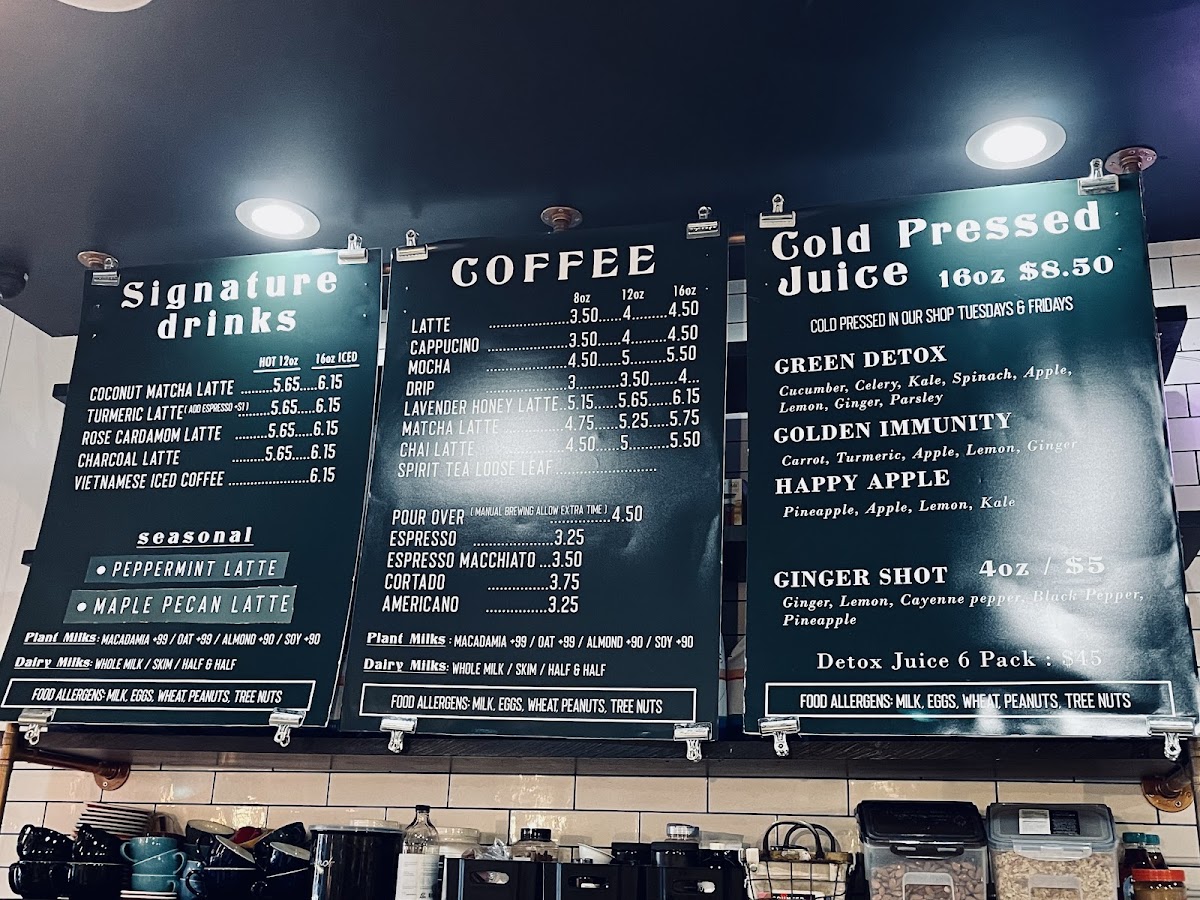 Signature
drinks
HOT 12oz 16oz ICED
COCONUT MATCHA LATTE .......5.65....6.15
TURMERIC LATTE (ADD ESPRESSO +$1) .......5.65....6.15
ROSE CARDAMOM LATTE .........5.65....6.15
CHARCOAL LATTE .........5.65....6.15
VIETNAMESE ICED COFFEE .....................6.15
seasonal
• PEPPERMINT LATTE
• MAPLE PECAN LATTE
Plant Milks: MACADAMIA +99 / OAT +99 / ALMOND +90 / SOY +90
Dairy Milks: WHOLE MILK / SKIM / HALF & HALF
FOOD ALLERGENS: MILK, EGGS, WHEAT, PEANUTS, TREE NUTS
COFFEE
8oz 12oz 16oz
LATTE .....................3.50......4.........4.50
CAPPUCINO .....................3.50......4.........4.50
MOCHA .....................4.50......5.........5.50
DRIP .....................3.........3.50......4...
LAVENDER HONEY LATTE..5.15......5.65......6.15
MATCHA LATTE ...............4.75......5.25.....5.75
CHAI LATTE .....................4.50......5.........5.50
SPIRIT TEA LOOSE LEAF.........................
POUR OVER (MANUAL BREWING ALLOW EXTRA TIME) ...............4.50
ESPRESSO ....................3.25
ESPRESSO MACCHIATO ...3.50
CORTADO ...............3.75
AMERICANO ...............3.25
Plant Milks: MACADAMIA +99 / OAT +99 / ALMOND +90 / SOY +90
Dairy Milks: WHOLE MILK / SKIM / HALF & HALF
FOOD ALLERGENS: MILK, EGGS, WHEAT, PEANUTS, TREE NUTS
Cold Pressed
Juice 16oz $8.50
COLD PRESSED IN OUR SHOP TUESDAYS & FRIDAYS
GREEN DETOX
Cucumber, Celery, Kale, Spinach, Apple,
Lemon, Ginger, Parsley
GOLDEN IMMUNITY
Carrot, Turmeric, Apple, Lemon, Ginger
HAPPY APPLE
Pineapple, Apple, Lemon, Kale
GINGER SHOT 4oz / $5
Ginger, Lemon, Cayenne pepper, Black Pepper,
Pineapple
Detox Juice 6 Pack : $45
FOOD ALLERGENS: MILK, EGGS, WHEAT, PEANUTS, TREE NUTS